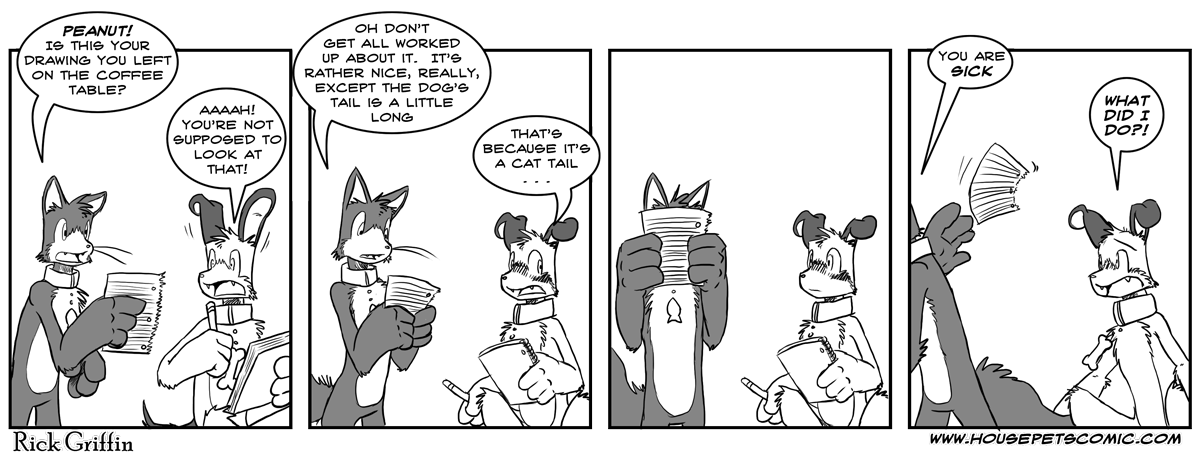 PEANUT!
IS THIS YOUR
DRAWING YOU LEFT
ON THE COFFEE
TABLE?
AAAAH!
YOU'RE NOT
SUPPOSED TO
LOOK AT
THAT!
OH DON'T
GET ALL WORKED
UP ABOUT IT. IT'S
RATHER NICE, REALLY,
EXCEPT THE DOG'S
TAIL IS A LITTLE
LONG
THAT'S
BECAUSE IT'S
A CAT TAIL
. . .
YOU ARE
SICK
WHAT
DID I
DO?!
Rick Griffin
WWW.HOUSEPETSCOMIC.COM